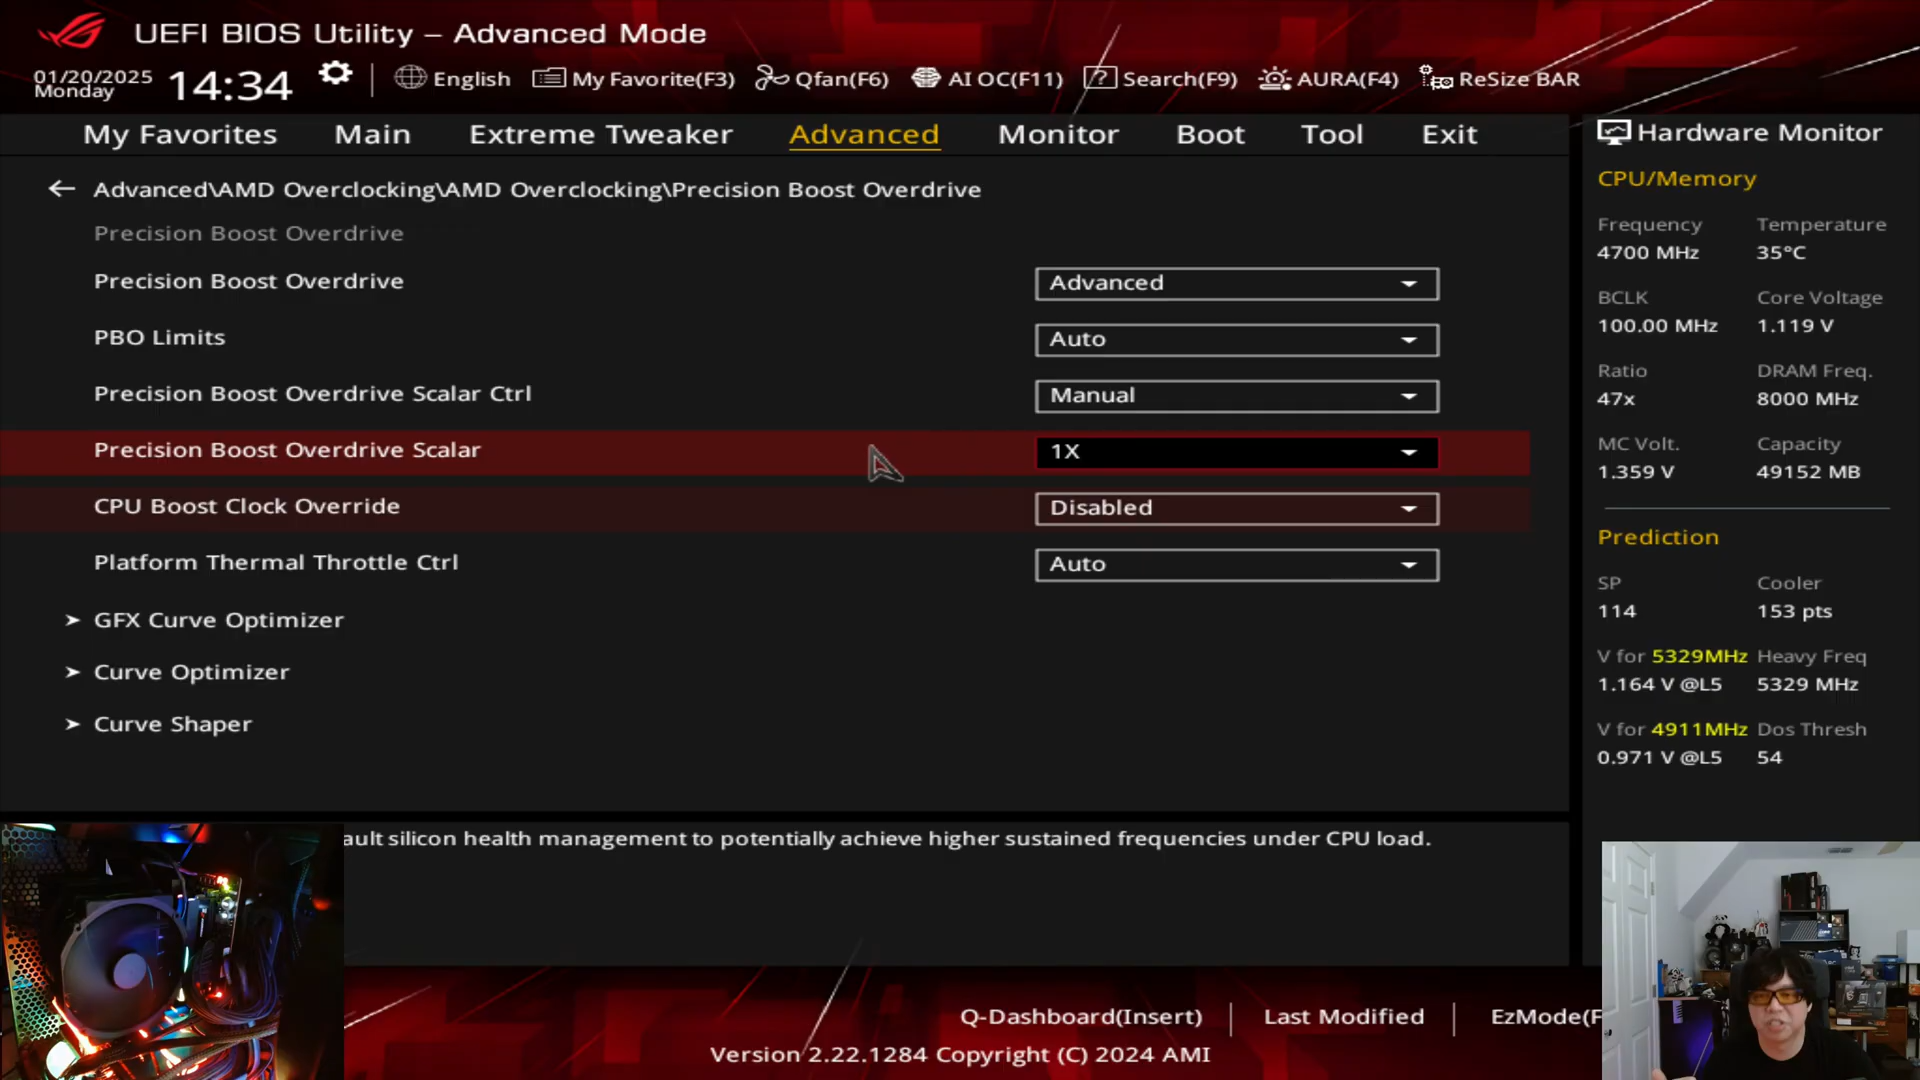 UEFI BIOS Utility – Advanced Mode
01/20/2025
Monday
14:34
English
My Favorite(F3)
Qfan(F6)
AI OC(F11)
Search(F9)
AURA(F4)
ReSize BAR
My Favorites
Main
Extreme Tweaker
Advanced
Monitor
Boot
Tool
Exit
Advanced\AMD Overclocking\AMD Overclocking\Precision Boost Overdrive
Precision Boost Overdrive
Precision Boost Overdrive Advanced
PBO Limits Auto
Precision Boost Overdrive Scalar Ctrl Manual
Precision Boost Overdrive Scalar 1X
CPU Boost Clock Override Disabled
Platform Thermal Throttle Ctrl Auto
GFX Curve Optimizer
Curve Optimizer
Curve Shaper
ault silicon health management to potentially achieve higher sustained frequencies under CPU load.
Hardware Monitor
CPU/Memory
Frequency Temperature
4700 MHz 35°C
BCLK Core Voltage
100.00 MHz 1.119 V
Ratio DRAM Freq.
47x 8000 MHz
MC Volt. Capacity
1.359 V 49152 MB
Prediction
SP Cooler
114 153 pts
V for 5329MHz Heavy Freq
1.164 V @L5 5329 MHz
V for 4911MHz Dos Thresh
0.971 V @L5 54
Q-Dashboard(Insert)
Last Modified
EzMode(F
Version 2.22.1284 Copyright (C) 2024 AMI